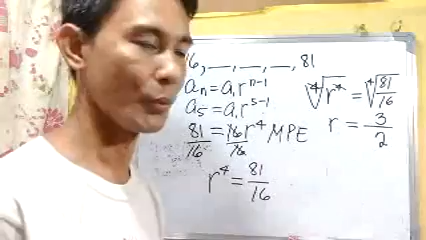 16, __, __, __, 81
aₙ = a₁rⁿ⁻¹
a₅ = a₁r⁵⁻¹
81/16 = 16r⁴/16 MPE
r⁴ = 81/16
⁴√r⁴ = ⁴√81/16
r = 3/2